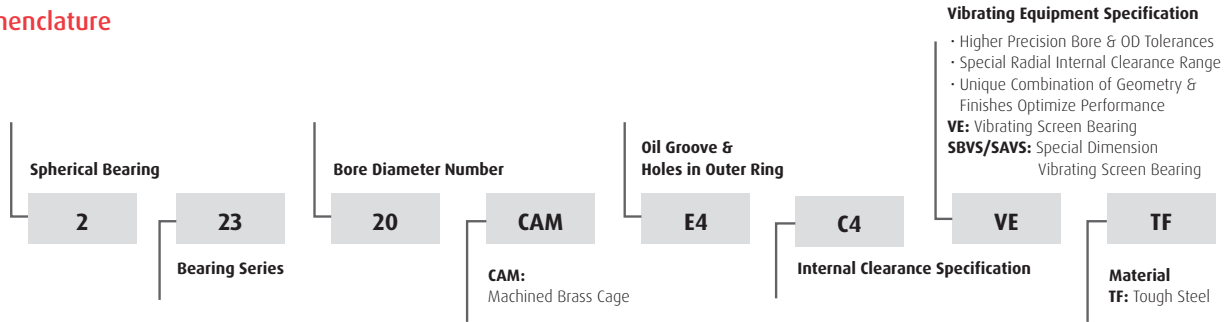 Vibrating Equipment Specification
· Higher Precision Bore & OD Tolerances
· Special Radial Internal Clearance Range
· Unique Combination of Geometry &
Finishes Optimize Performance
VE: Vibrating Screen Bearing
SBVS/SAVS: Special Dimension
Vibrating Screen Bearing
Spherical Bearing
Bore Diameter Number
Oil Groove &
Holes in Outer Ring
2
23
20
CAM
E4
C4
VE
TF
Bearing Series
CAM:
Machined Brass Cage
Internal Clearance Specification
Material
TF: Tough Steel